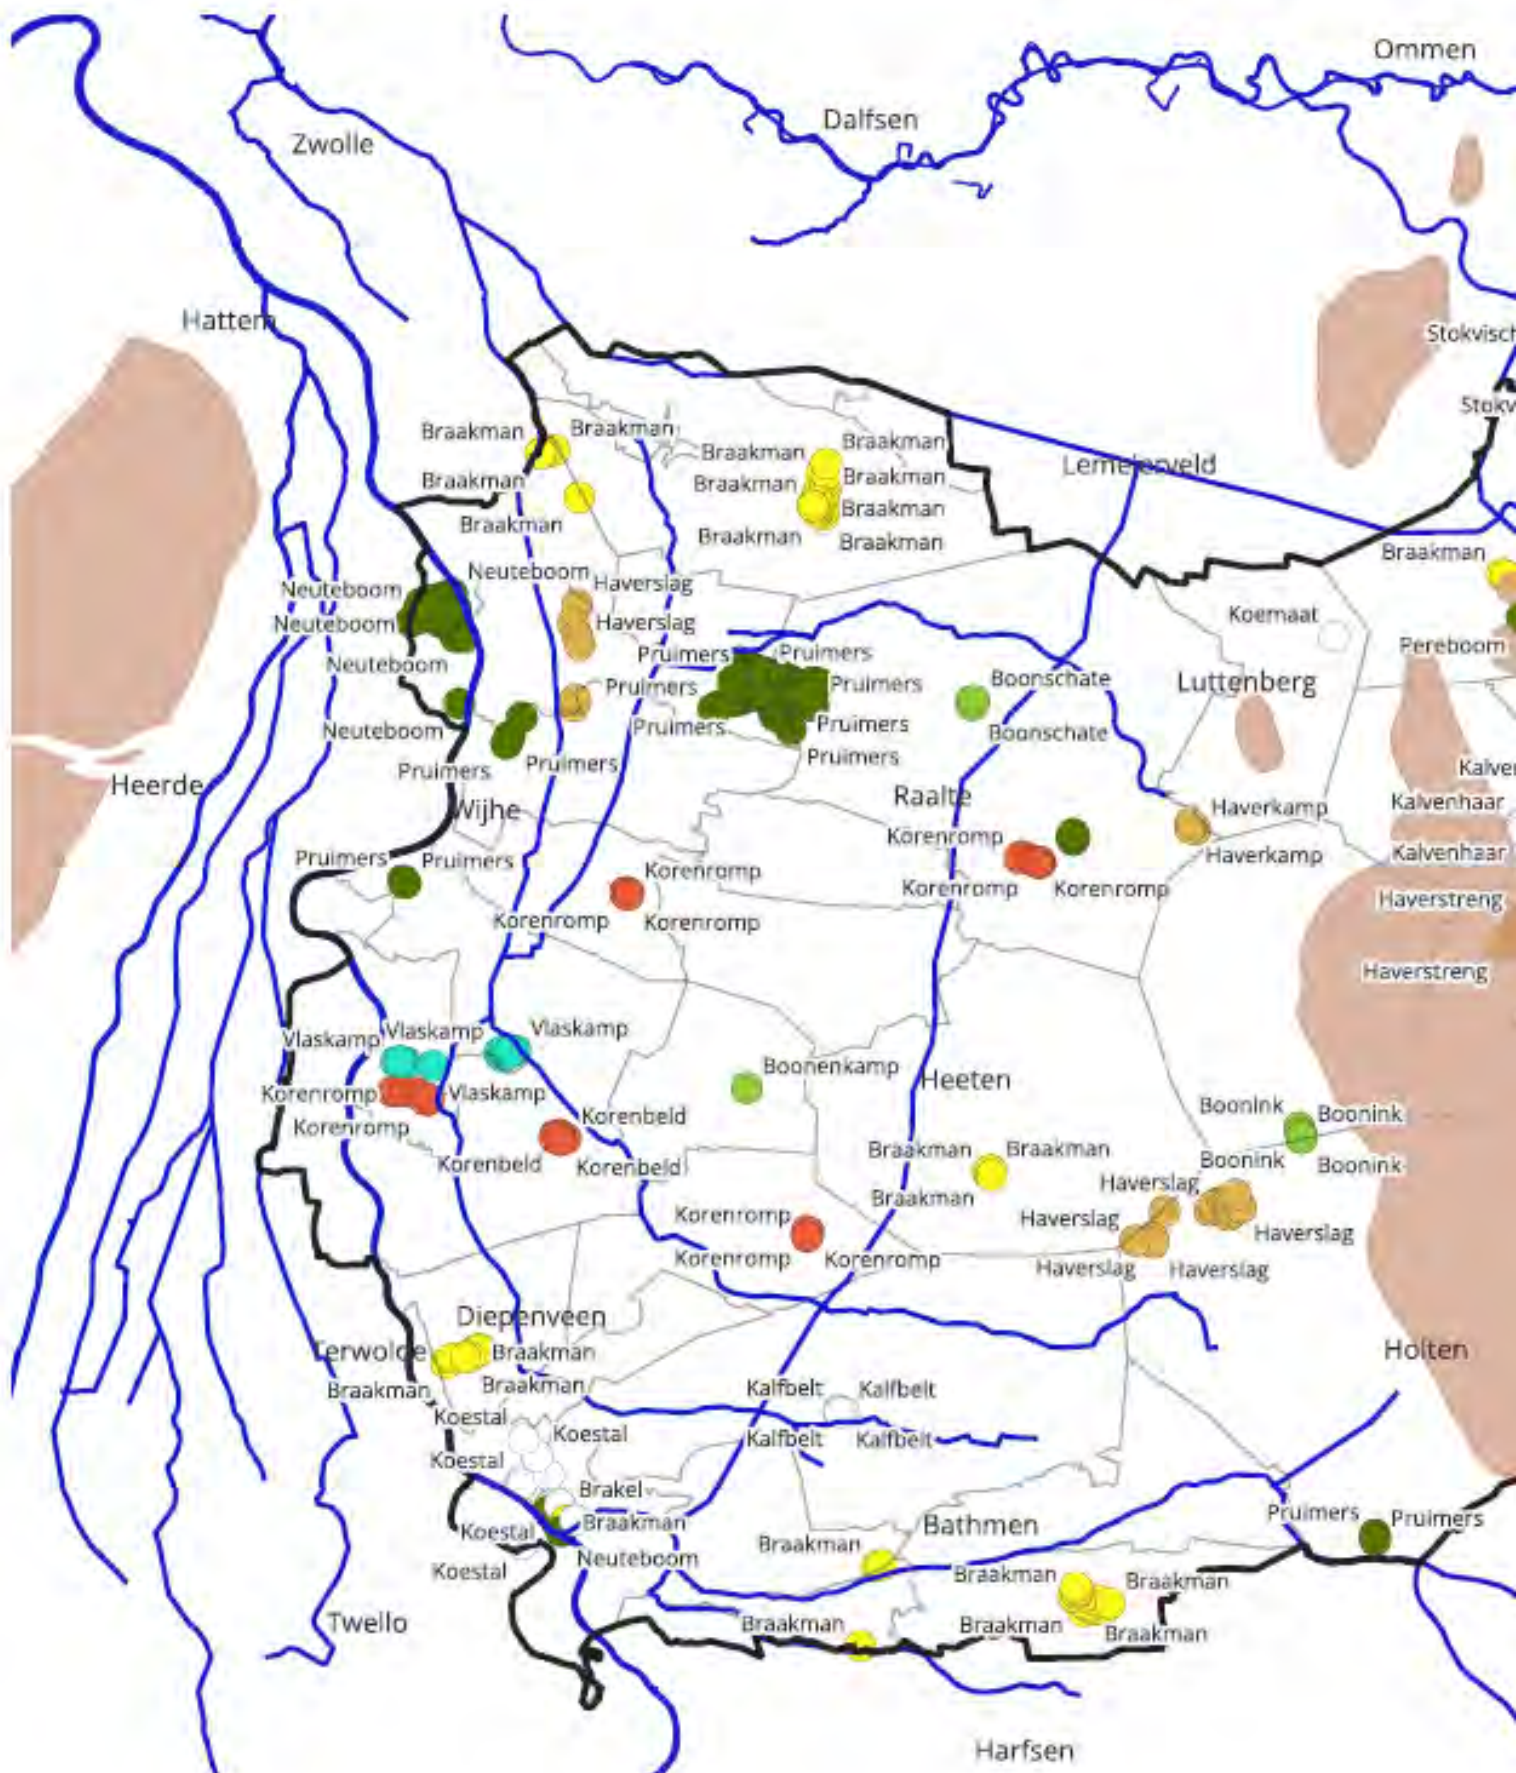 Ommen
Dalfsen
Zwolle
Hattem
Stokvisch
Stokv
Braakman
Braakman
Braakman
Braakman
Braakman
Lemelerveld
Braakman
Braakman
Braakman
Braakman
Braakman
Braakman
Braakman
Braakman
Neuteboom
Haverslag
Neuteboom
Koemaat
Neuteboom
Haverslag
Pereboom
Pruimers
Pruimers
Neuteboom
Boonschate
Luttenberg
Pruimers
Pruimers
Pruimers
Pruimers
Neuteboom
Boonschate
Pruimers
Pruimers
Pruimers
Kalver
Heerde
Raalte
Kalvenhaar
Wijhe
Haverkamp
Korenromp
Kalvenhaar
Pruimers
Pruimers
Haverkamp
Korenromp
Korenromp
Korenromp
Haverstreng
Korenromp
Korenromp
Haverstreng
Vlaskamp
Vlaskamp
Vlaskamp
Boonenkamp
Heeten
Korenromp
Vlaskamp
Boonink
Boonink
Korenbeld
Korenromp
Braakman
Braakman
Boonink
Boonink
Korenbeld
Korenbeld
Haverslag
Braakman
Korenromp
Haverslag
Haverslag
Korenromp
Korenromp
Haverslag
Haverslag
Diepenveen
Terwolde
Braakman
Holten
Braakman
Braakman
Kalfbelt
Kalfbelt
Koestal
Koestal
Kalfbelt
Kalfbelt
Koestal
Brakel
Pruimers
Pruimers
Koestal
Braakman
Bathmen
Braakman
Neuteboom
Koestal
Braakman
Braakman
Twello
Braakman
Braakman
Braakman
Harfsen